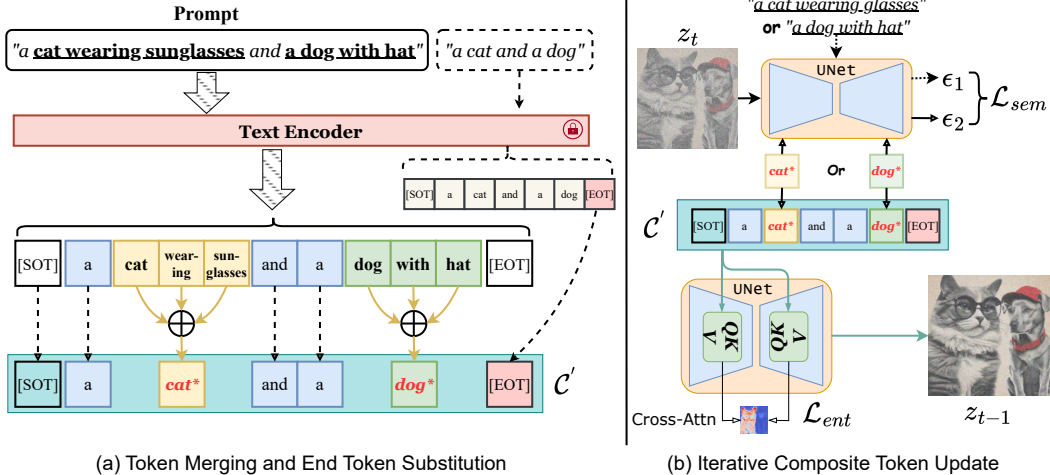 Prompt
"a cat wearing sunglasses and a dog with hat"
"a cat and a dog"
Text Encoder
[SOT] a cat and a dog [EOT]
[SOT] a cat wear-ing sun-glasses and a dog with hat [EOT]
[SOT] a cat* and a dog* [EOT] C'
(a) Token Merging and End Token Substitution
"a cat wearing glasses"
or "a dog with hat"
z_t
UNet
ϵ_1
ϵ_2
L_sem
cat* Or dog*
C' [SOT] a cat* and a dog* [EOT]
UNet
QK V
QK V
Cross-Attn
L_ent
z_{t-1}
(b) Iterative Composite Token Update